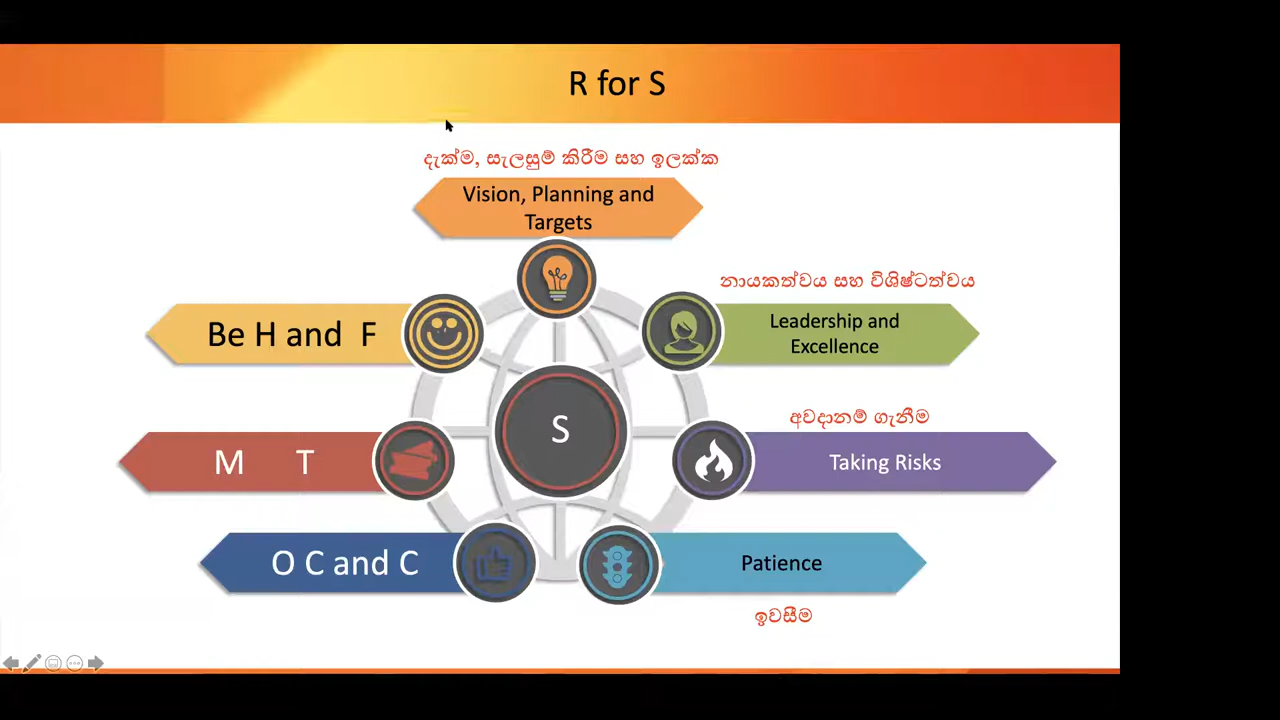 R for S
දැක්ම, සැලසුම් කිරීම සහ ඉලක්ක
Vision, Planning and
Targets
නායකත්වය සහ විශිෂ්ටත්වය
Leadership and
Excellence
Be H and F
අවදානම් ගැනීම
Taking Risks
S
M T
O C and C
Patience
ඉවසීම